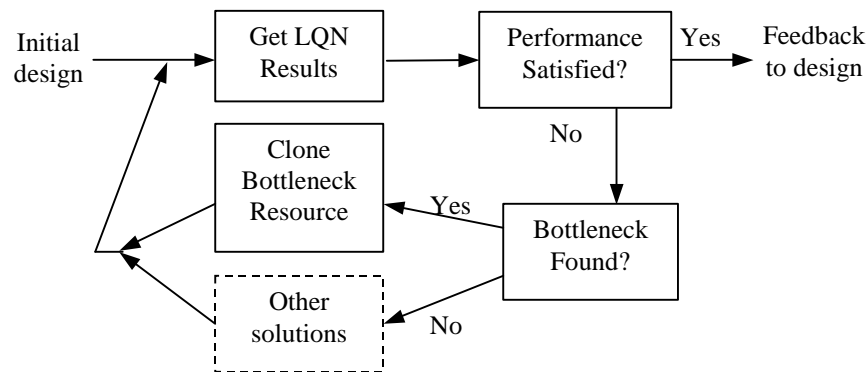 Initial
design
Get LQN
Results
Performance
Satisfied?
Yes
Feedback
to design
No
Clone
Bottleneck
Resource
Yes
Bottleneck
Found?
Other
solutions
No